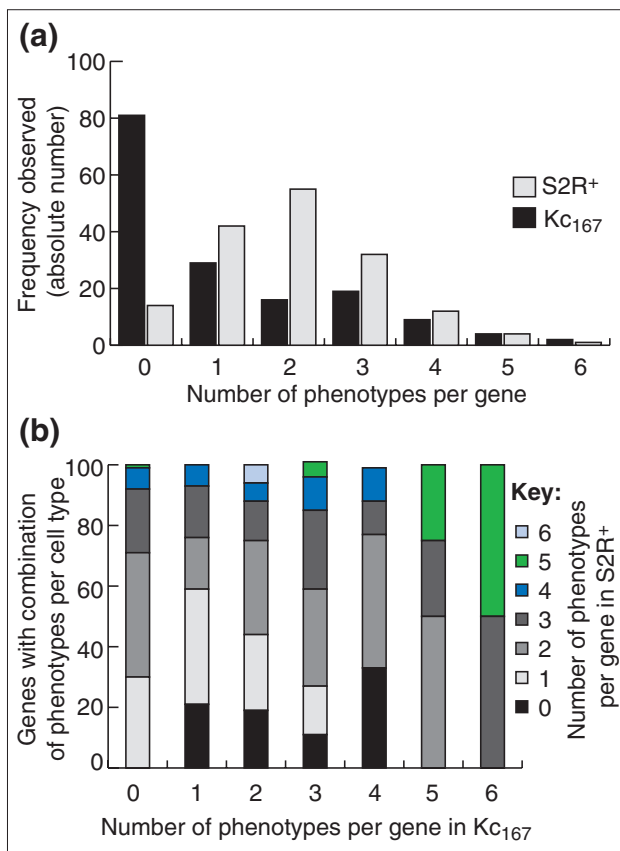 (a)
100
80
60
40
20
0
Frequency observed
(absolute number)
S2R+
Kc167
0 1 2 3 4 5 6
Number of phenotypes per gene
(b)
100
80
60
40
20
0
Genes with combination
of phenotypes per cell type
Key:
6
5
4
3
2
1
0
Number of phenotypes
per gene in S2R+
0 1 2 3 4 5 6
Number of phenotypes per gene in Kc167